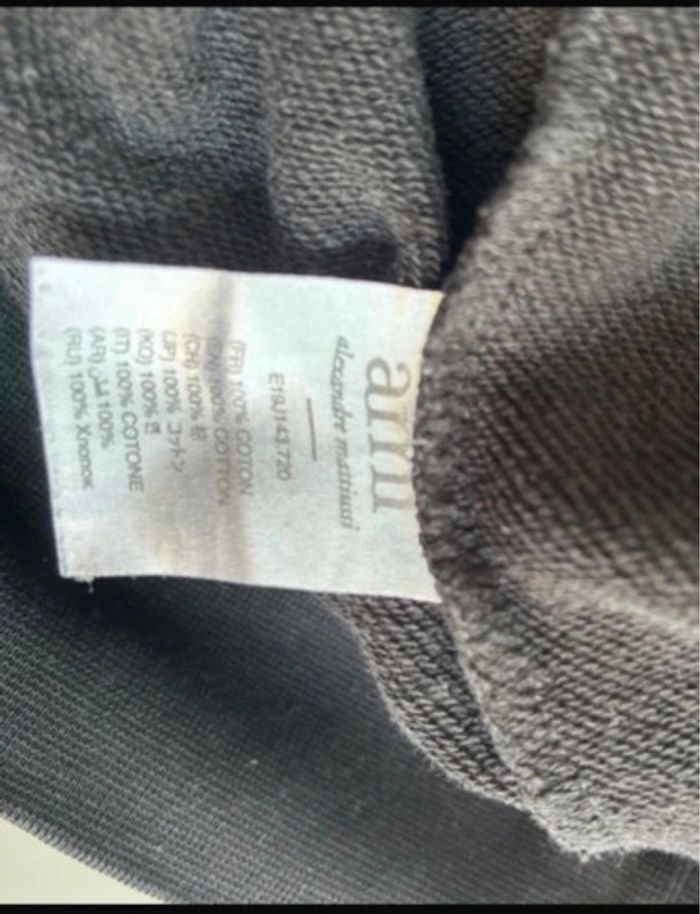 ami
alexandre mattiussi
E19J143.720
(FR) 100% COTON
(EN) 100% COTTON
(CH) 100% 棉
(JP) 100% コットン
(KO) 100% 면
(IT) 100% COTONE
(AR) 100% قطن
(RU) 100% Хлопок